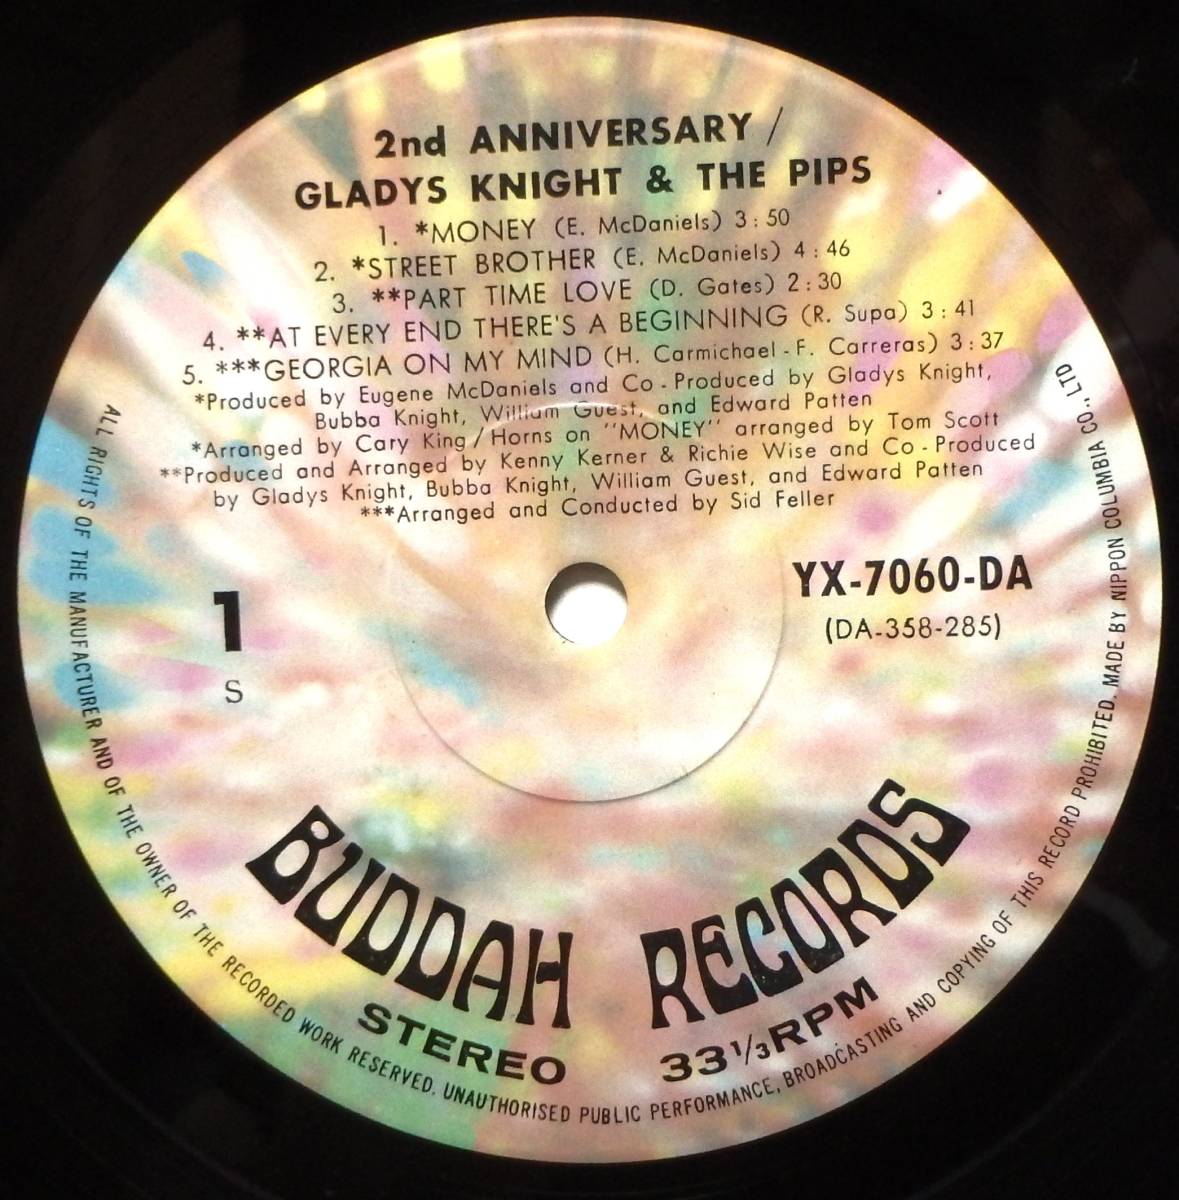 2nd ANNIVERSARY /
GLADYS KNIGHT & THE PIPS
1. *MONEY (E. McDaniels) 3:50
2. *STREET BROTHER (E. McDaniels) 4:46
3. **PART TIME LOVE (D. Gates) 2:30
4. **AT EVERY END THERE'S A BEGINNING (R. Supa) 3:41
5. ***GEORGIA ON MY MIND (H. Carmichael-F. Carreras) 3:37
*Produced by Eugene McDaniels and Co-Produced by Gladys Knight,
Bubba Knight, William Guest, and Edward Patten
*Arranged by Cary King/Horns on "MONEY" arranged by Tom Scott
**Produced and Arranged by Kenny Kerner & Richie Wise and Co-Produced
by Gladys Knight, Bubba Knight, William Guest, and Edward Patten
***Arranged and Conducted by Sid Feller
YX-7060-DA
(DA-358-285)
1
S
BUDDAH RECORDS
STEREO 33 1/3 RPM
ALL RIGHTS OF THE MANUFACTURER AND OF THE OWNER OF THE RECORDED WORK RESERVED. UNAUTHORISED PUBLIC PERFORMANCE, BROADCASTING AND COPYING OF THIS RECORD PROHIBITED. MADE BY NIPPON COLUMBIA CO., LTD